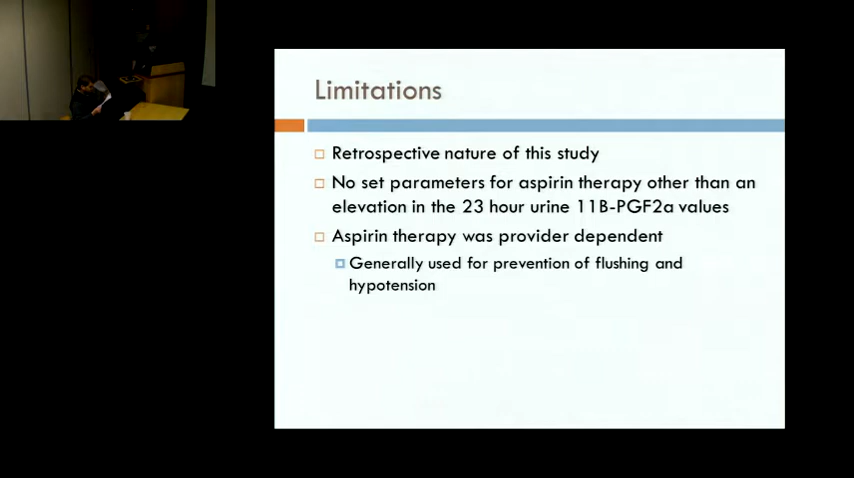 Limitations
Retrospective nature of this study
No set parameters for aspirin therapy other than an
elevation in the 23 hour urine 11B-PGF2a values
Aspirin therapy was provider dependent
Generally used for prevention of flushing and
hypotension